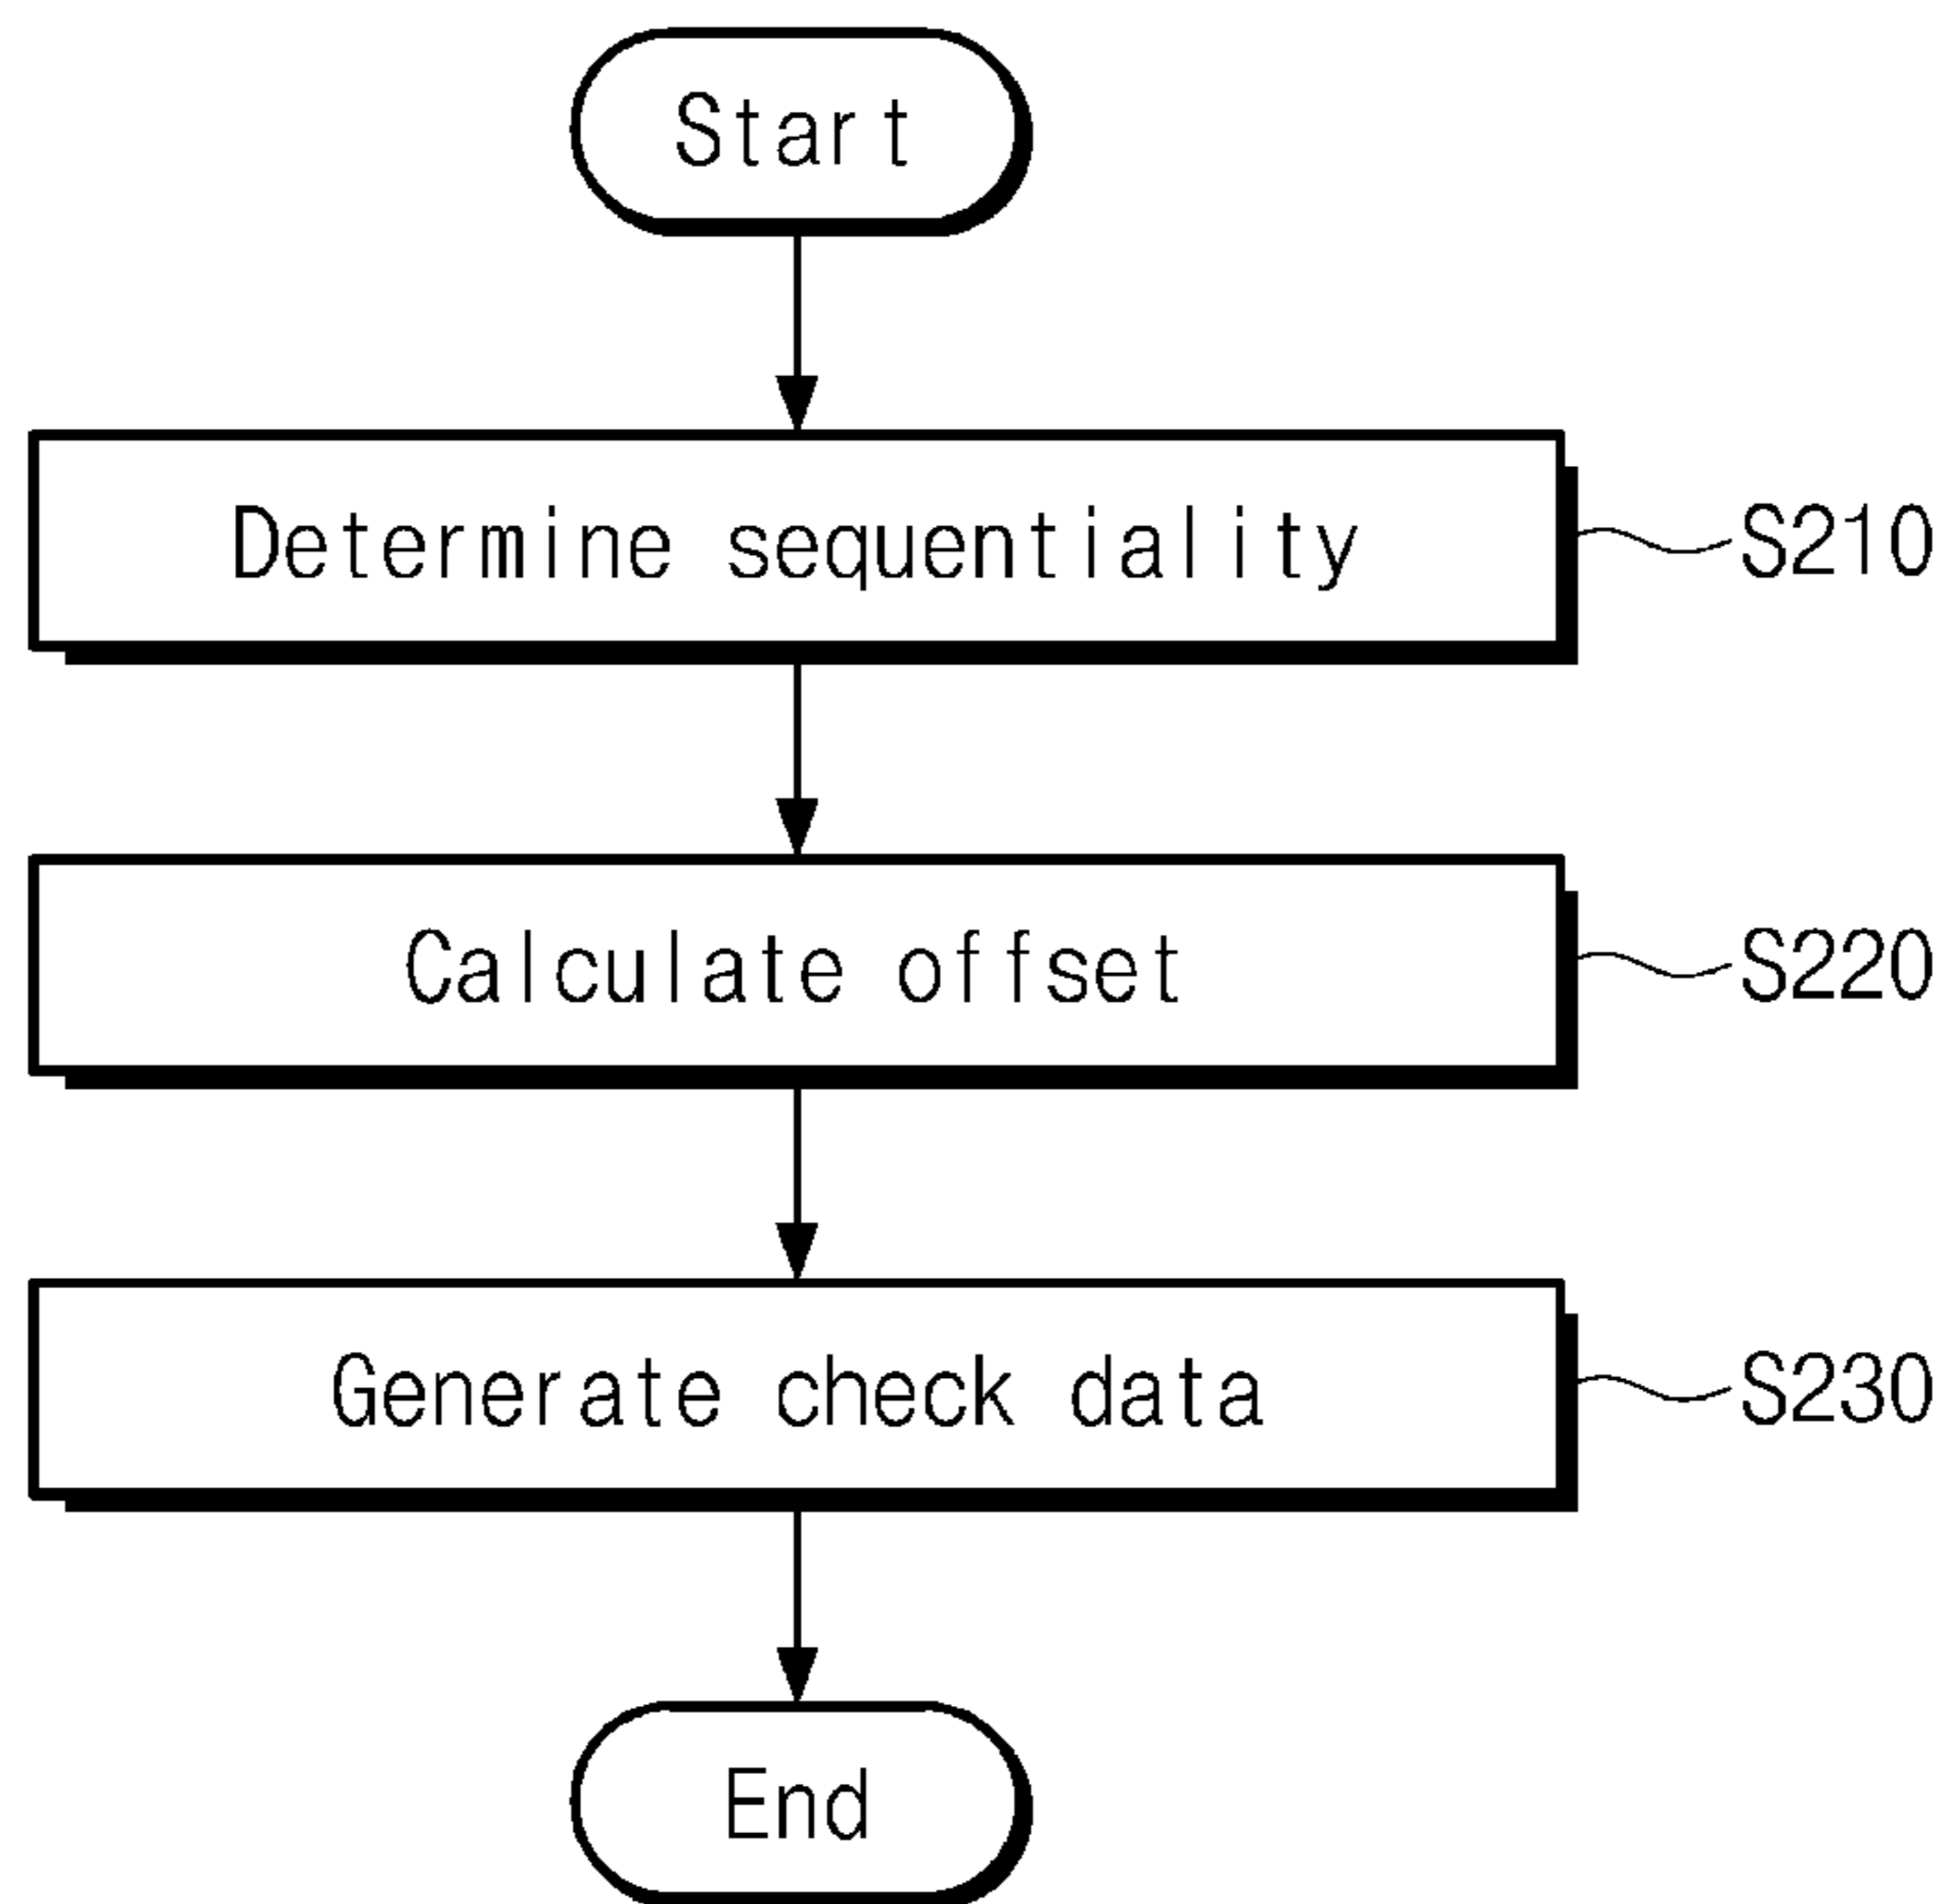 Start
Determine sequentiality
S210
Calculate offset
S220
Generate check data
S230
End